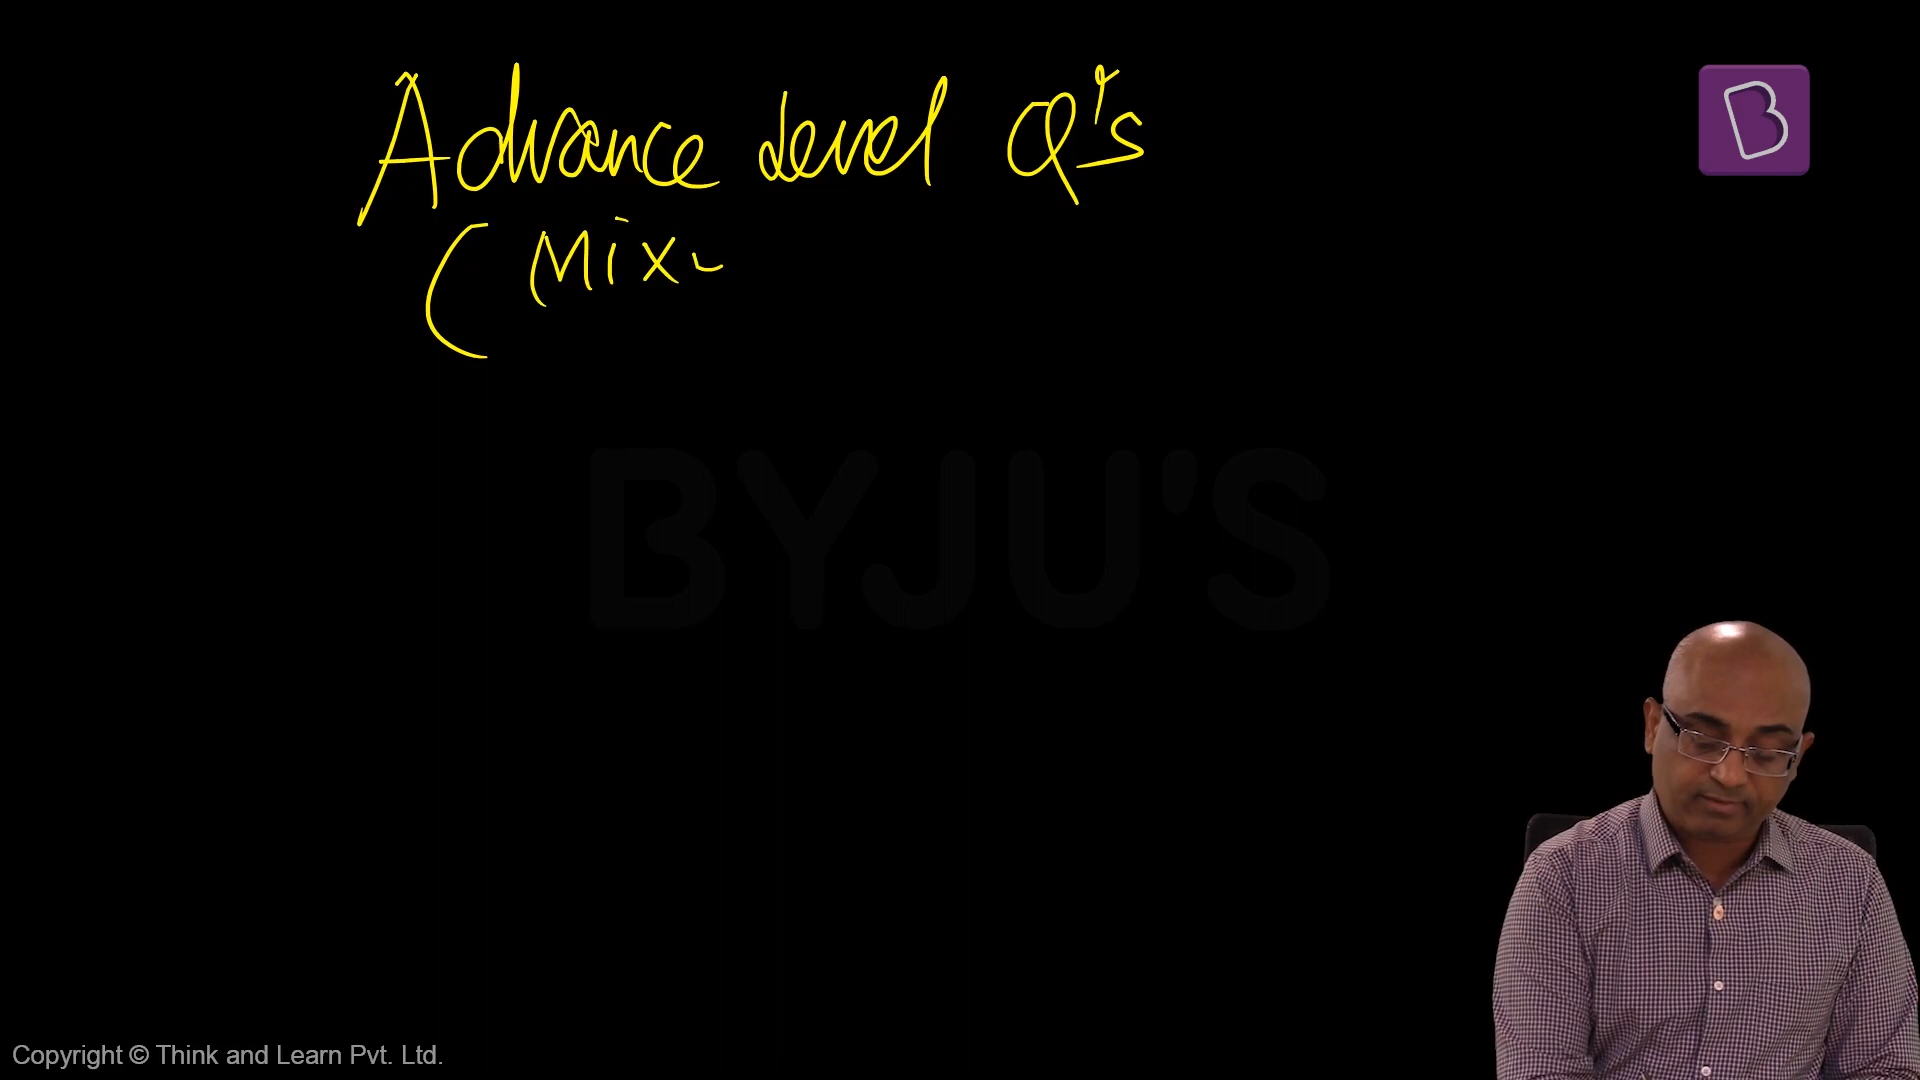 Advance Level Q's
( Mix
BYJU'S
Copyright © Think and Learn Pvt. Ltd.